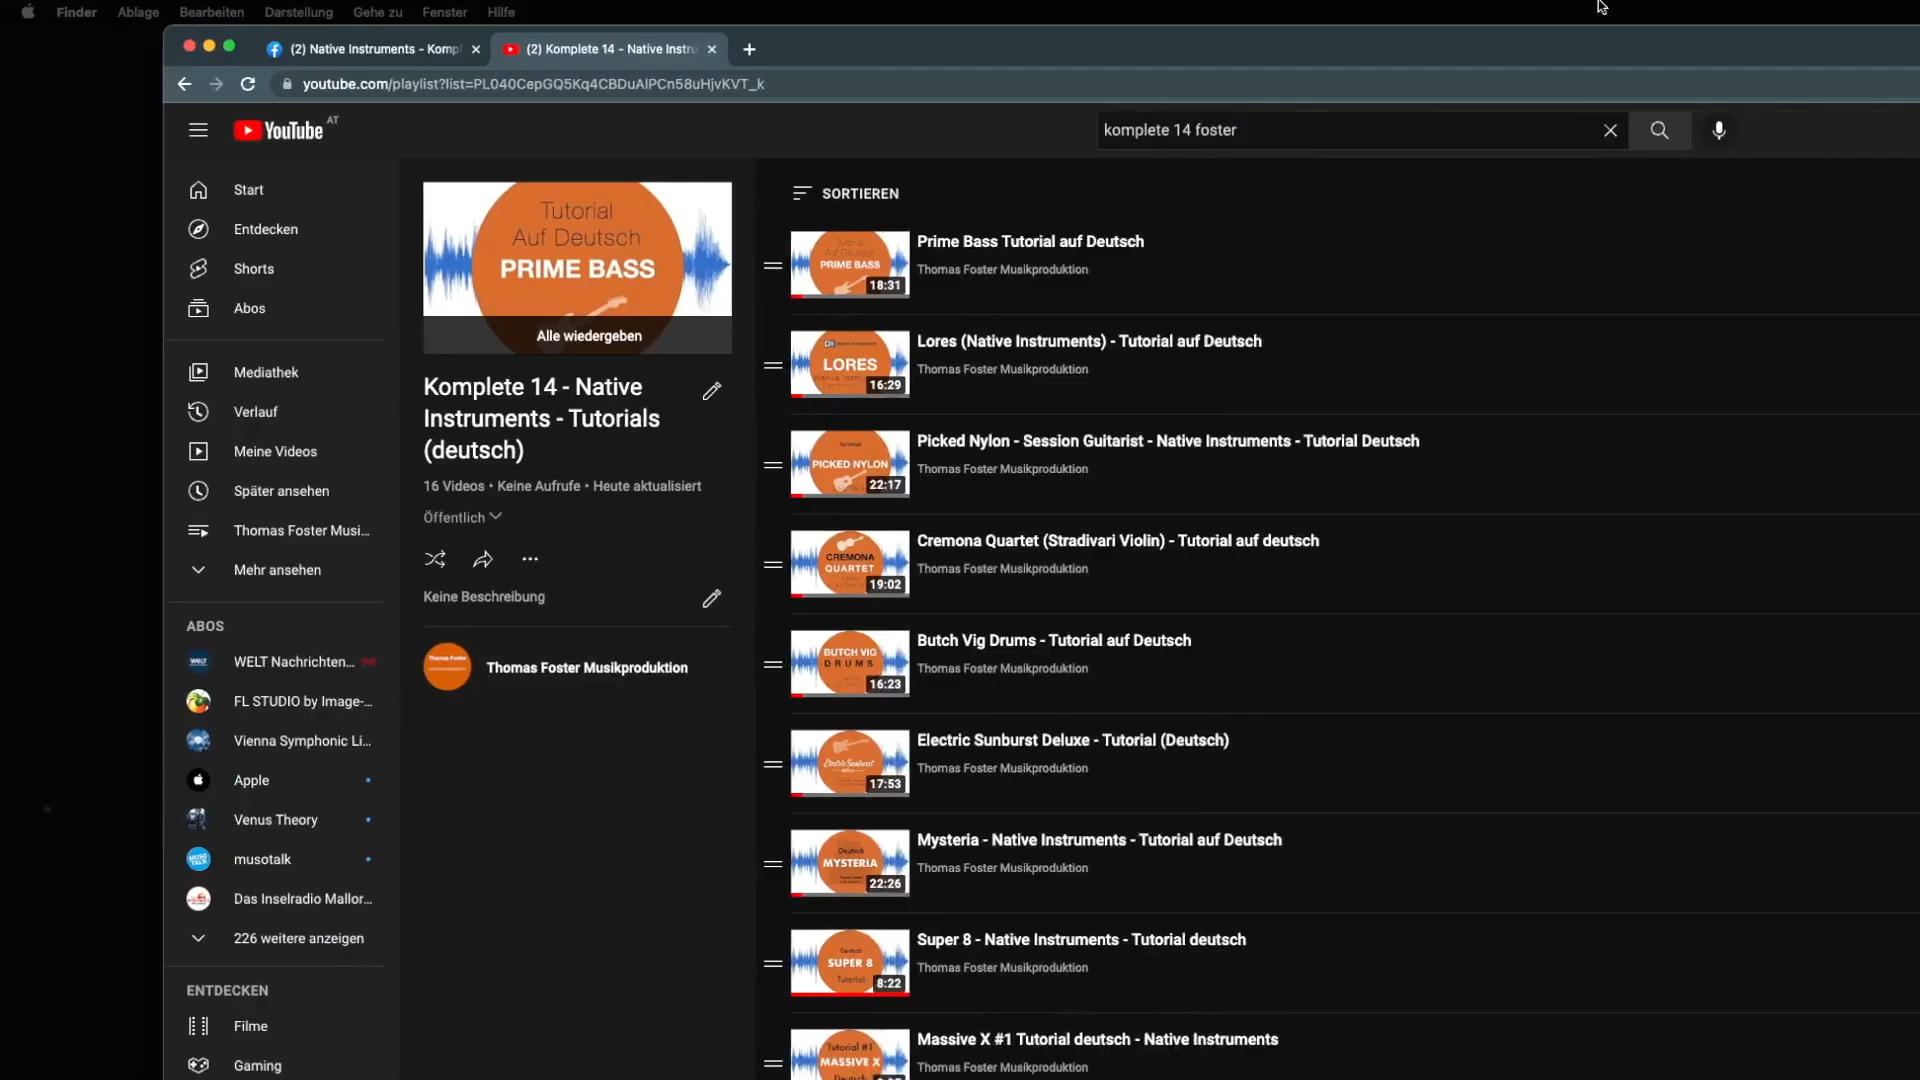 Finder Ablage Bearbeiten Darstellung Gehe zu Fenster Hilfe
(2) Native Instruments - Kompl
(2) Komplete 14 - Native Instru
youtube.com/playlist?list=PL040CepGQ5Kq4CBDuAlPCn58uHjvKVT_k
YouTube AT
komplete 14 foster
Start
Entdecken
Shorts
Abos
Mediathek
Verlauf
Meine Videos
Später ansehen
Thomas Foster Musi...
Mehr ansehen
ABOS
WELT Nachrichten...
FL STUDIO by Image-...
Vienna Symphonic Li...
Apple
Venus Theory
musotalk
Das Inselradio Mallor...
226 weitere anzeigen
ENTDECKEN
Filme
Gaming
Tutorial
Auf Deutsch
PRIME BASS
Alle wiedergeben
Komplete 14 - Native
Instruments - Tutorials
(deutsch)
16 Videos • Keine Aufrufe • Heute aktualisiert
Öffentlich
Keine Beschreibung
Thomas Foster Musikproduktion
SORTIEREN
PRIME BASS
18:31
Prime Bass Tutorial auf Deutsch
Thomas Foster Musikproduktion
LORES
16:29
Lores (Native Instruments) - Tutorial auf Deutsch
Thomas Foster Musikproduktion
Tutorial
PICKED NYLON
22:17
Picked Nylon - Session Guitarist - Native Instruments - Tutorial Deutsch
Thomas Foster Musikproduktion
CREMONA
QUARTET
19:02
Cremona Quartet (Stradivari Violin) - Tutorial auf deutsch
Thomas Foster Musikproduktion
BUTCH VIG
DRUMS
16:23
Butch Vig Drums - Tutorial auf Deutsch
Thomas Foster Musikproduktion
Electric Sunburst
17:53
Electric Sunburst Deluxe - Tutorial (Deutsch)
Thomas Foster Musikproduktion
Deutsch
MYSTERIA
22:26
Mysteria - Native Instruments - Tutorial auf Deutsch
Thomas Foster Musikproduktion
Deutsch
SUPER 8
Tutorial
8:22
Super 8 - Native Instruments - Tutorial deutsch
Thomas Foster Musikproduktion
Tutorial #1
MASSIVE X
Massive X #1 Tutorial deutsch - Native Instruments
Thomas Foster Musikproduktion